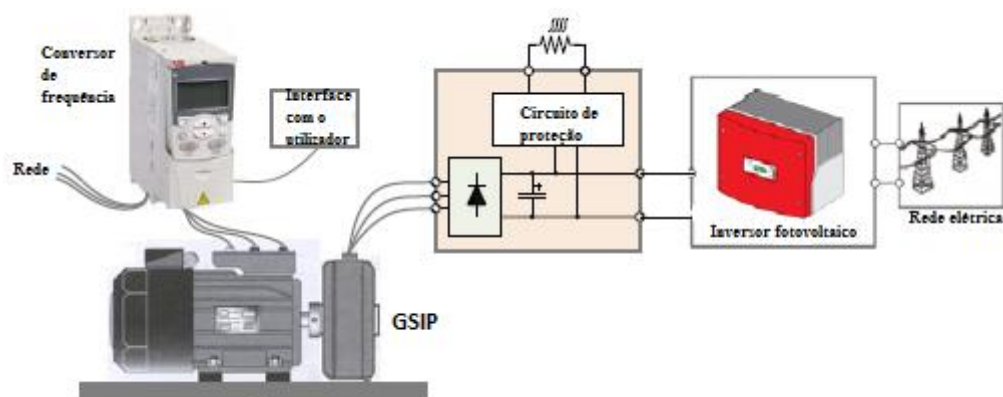 Conversor
de
frequência
Interface
com o
utilizador
Rede
Circuito de
proteção
Inversor fotovoltaico
Rede elétrica
GSIP